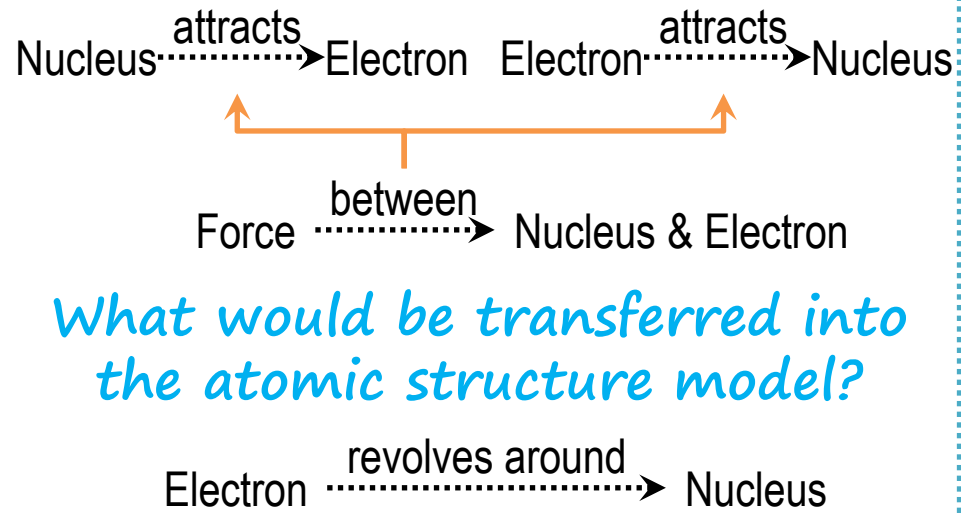 attracts attracts
Nucleus Electron Electron Nucleus
between
Force Nucleus & Electron
What would be transferred into
the atomic structure model?
revolves around
Electron Nucleus